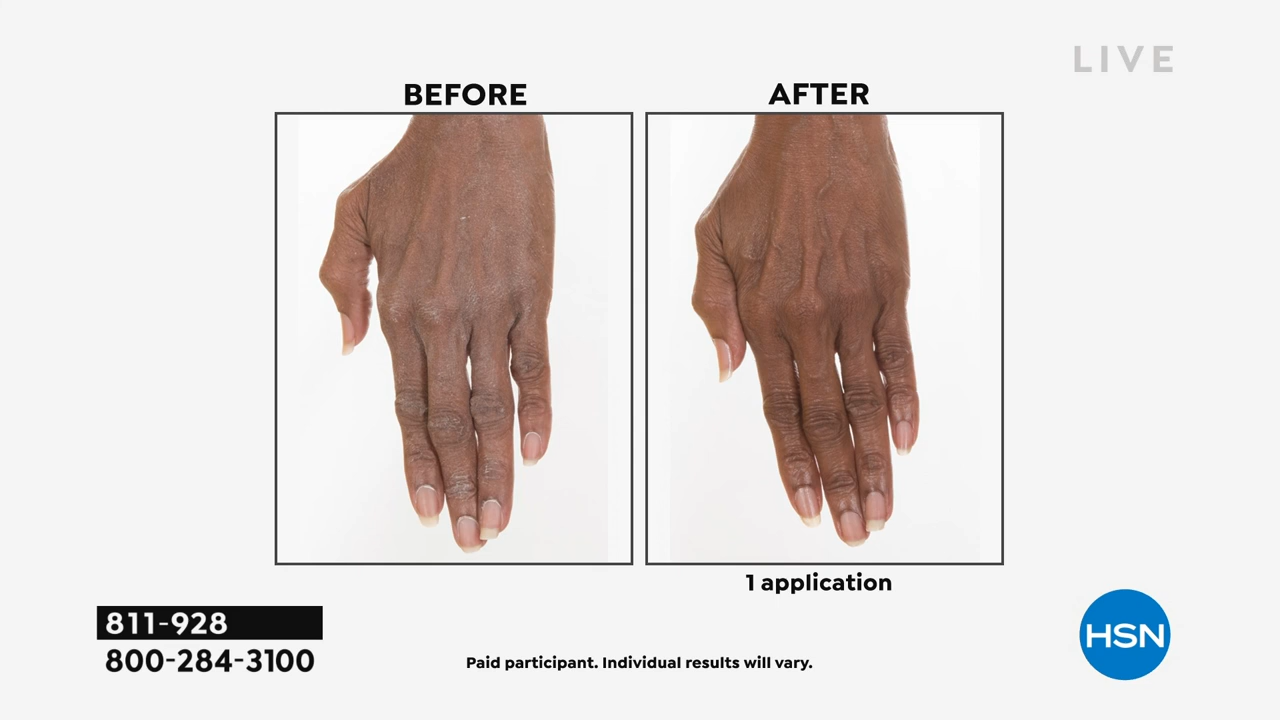 LIVE
BEFORE
AFTER
1 application
811-928
800-284-3100
Paid participant. Individual results will vary.
HSN